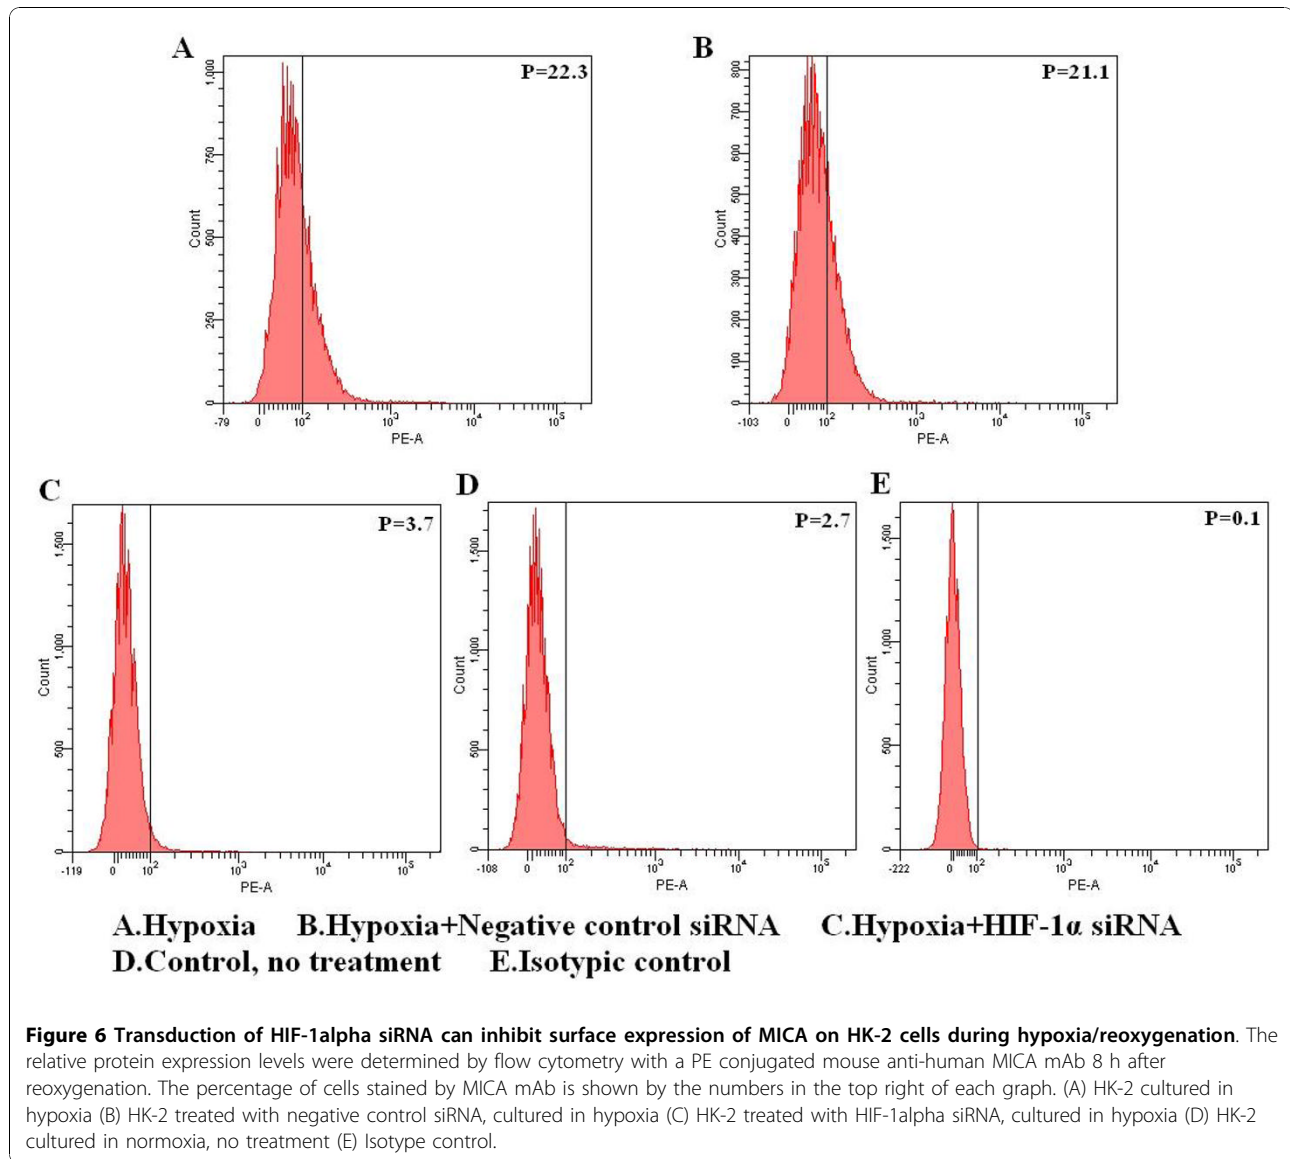 A
P=22.3
1,000
750
500
250
0
Count
-79 0 10² 10³ 10⁴ 10⁵
PE-A
B
P=21.1
800
700
600
500
400
300
200
100
0
Count
-103 0 10² 10³ 10⁴ 10⁵
PE-A
C
P=3.7
1,500
1,000
500
0
Count
-119 0 10² 10³ 10⁴ 10⁵
PE-A
D
P=2.7
1,500
1,000
500
0
Count
-108 0 10² 10³ 10⁴ 10⁵
PE-A
E
P=0.1
1,500
1,000
500
0
Count
-222 0 10² 10³ 10⁴ 10⁵
PE-A
A.Hypoxia B.Hypoxia+Negative control siRNA C.Hypoxia+HIF-1α siRNA
D.Control, no treatment E.Isotypic control
Figure 6 Transduction of HIF-1alpha siRNA can inhibit surface expression of MICA on HK-2 cells during hypoxia/reoxygenation. The
relative protein expression levels were determined by flow cytometry with a PE conjugated mouse anti-human MICA mAb 8 h after
reoxygenation. The percentage of cells stained by MICA mAb is shown by the numbers in the top right of each graph. (A) HK-2 cultured in
hypoxia (B) HK-2 treated with negative control siRNA, cultured in hypoxia (C) HK-2 treated with HIF-1alpha siRNA, cultured in hypoxia (D) HK-2
cultured in normoxia, no treatment (E) Isotype control.